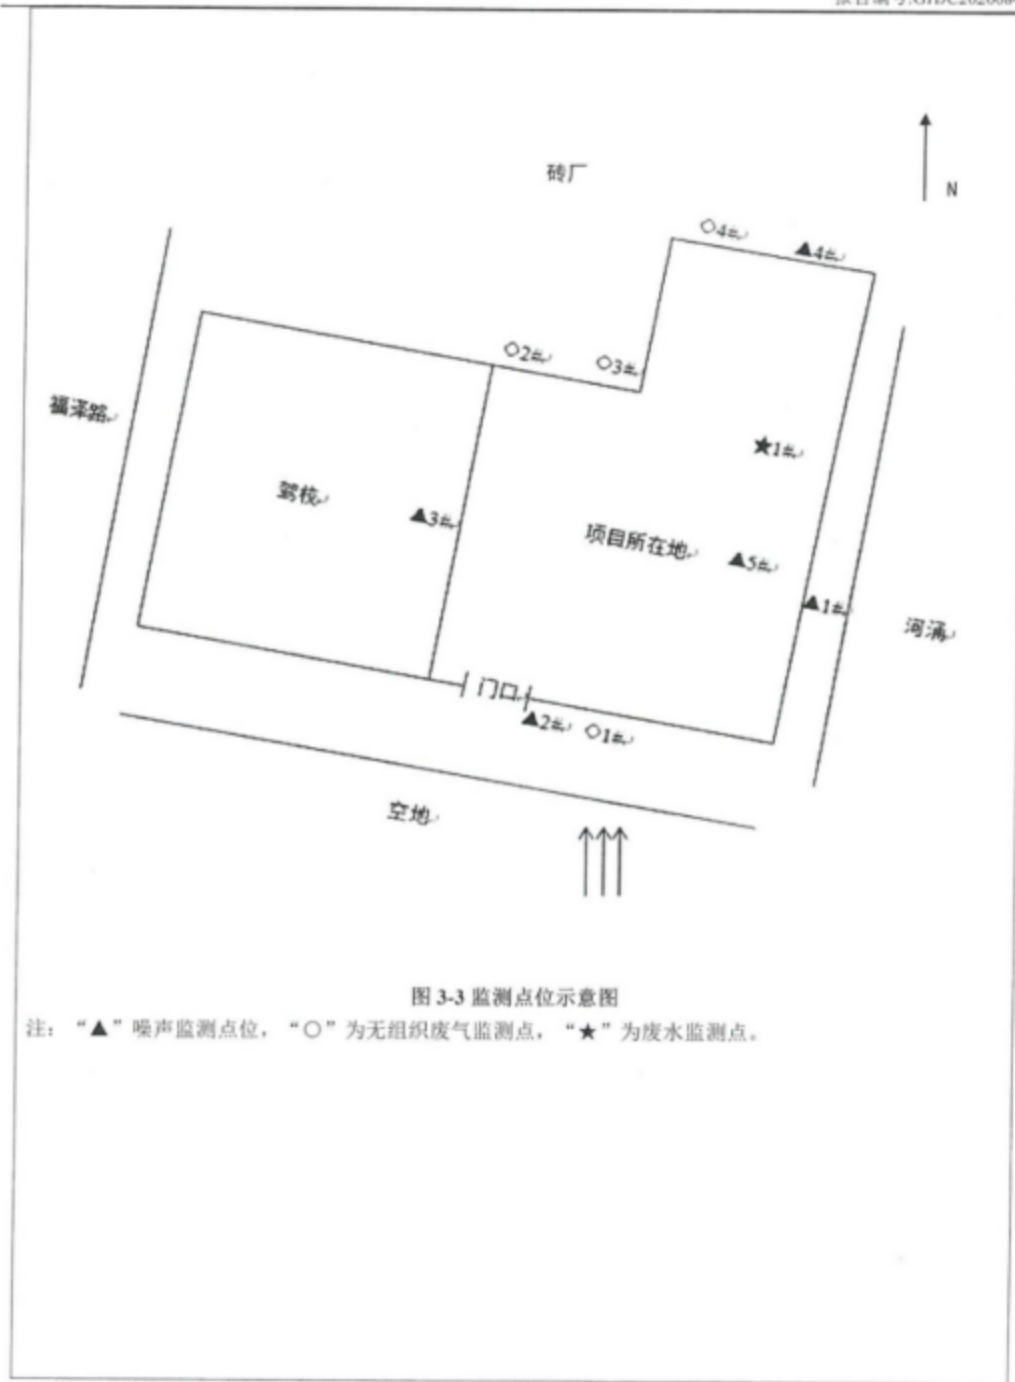 砖厂
N
○4#
▲4#
○2#
○3#
福泽路
★1#
驾校
▲3#
项目所在地
▲5#
▲1#
河涌
门口
▲2#
○1#
空地
图 3-3 监测点位示意图
注：“▲”噪声监测点位，“○”为无组织废气监测点，“★”为废水监测点。